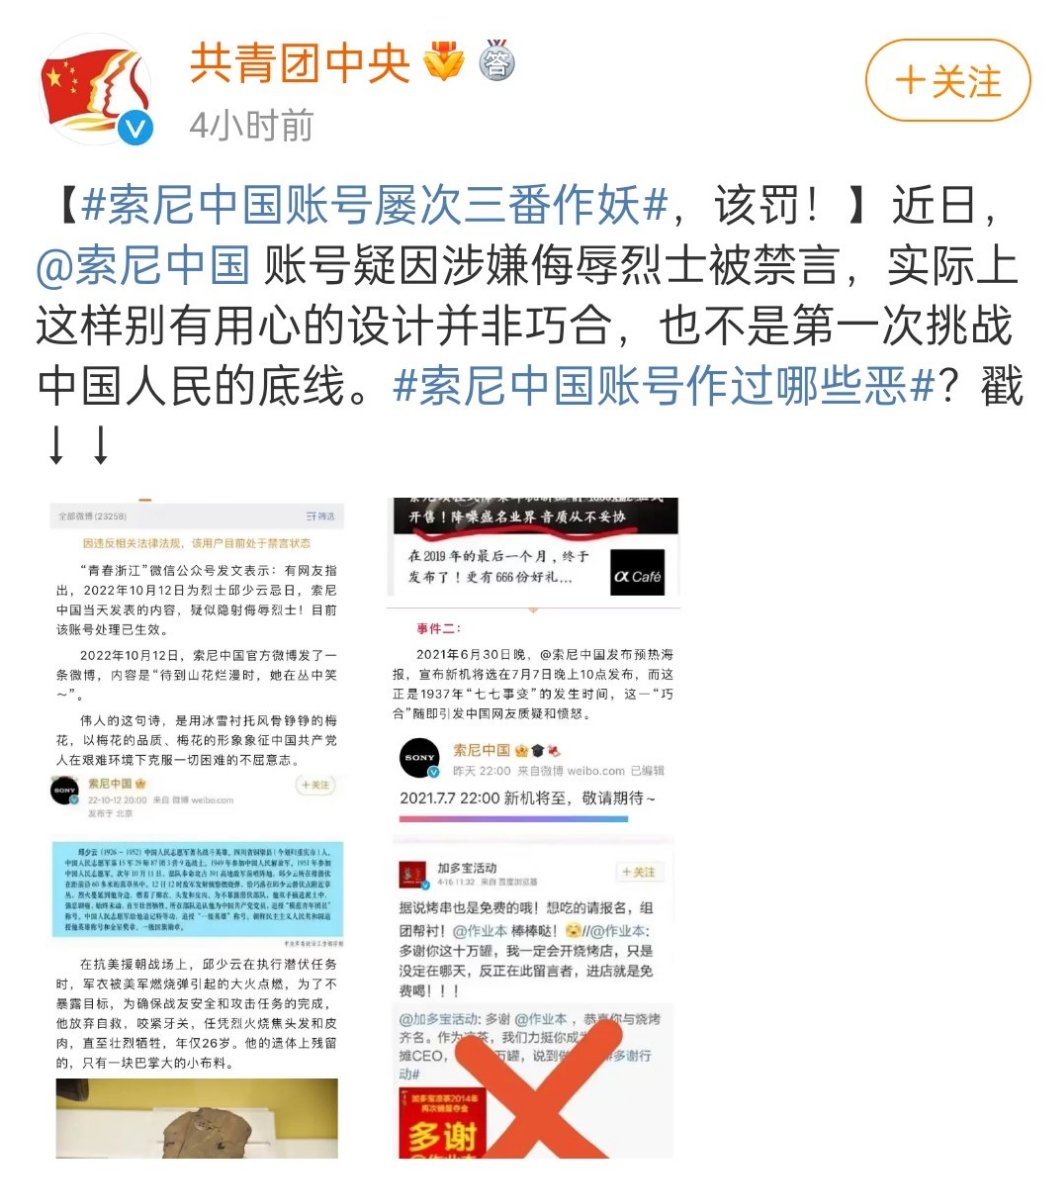 共青团中央
4小时前
+关注
【#索尼中国账号屡次三番作妖#，该罚！】近日，
@索尼中国 账号疑因涉嫌侮辱烈士被禁言，实际上
这样别有用心的设计并非巧合，也不是第一次挑战
中国人民的底线。#索尼中国账号作过哪些恶#？戳
↓↓
全部微博(23258)
筛选
因违反相关法律法规，该用户目前处于禁言状态
“青春浙江”微信公众号发文表示：有网友指
出，2022年10月12日为烈士邱少云忌日，索尼
中国当天发表的内容，疑似隐射侮辱烈士！目前
该账号处理已生效。
2022年10月12日，索尼中国官方微博发了一
条微博，内容是“待到山花烂漫时，她在丛中笑
~”。
伟人的这句诗，是用冰雪衬托风骨铮铮的梅
花，以梅花的品质、梅花的形象象征中国共产党
人在艰难环境下克服一切困难的不屈意志。
SONY
索尼中国
+关注
22-10-12 20:00 来自 微博 weibo.com
发布于 北京
在抗美援朝战场上，邱少云在执行潜伏任务
时，军衣被美军燃烧弹引起的大火点燃，为了不
暴露目标，为确保战友安全和攻击任务的完成，
他放弃自救，咬紧牙关，任凭烈火烧焦头发和皮
肉，直至壮烈牺牲，年仅26岁。他的遗体上残留
的，只有一块巴掌大的小布料。
开售！降噪盛名业界 音质从不妥协
在2019年的最后一个月，终于
发布了！更有666份好礼...
α Café
事件二：
2021年6月30日晚，@索尼中国发布预热海
报，宣布新机将选在7月7日晚上10点发布，而这
正是1937年“七七事变”的发生时间，这一“巧
合”随即引发中国网友质疑和愤怒。
SONY
索尼中国
昨天 22:00 来自微博 weibo.com 已编辑
2021.7.7 22:00 新机将至，敬请期待~
加多宝活动
+关注
4-16 11:32 来自 百度浏览器
据说烤串也是免费的哦！想吃的请报名，组
团帮衬！@作业本 棒棒哒！//@作业本:
多谢你这十万罐，我一定会开烧烤店，只是
没定在哪天，反正在此留言者，进店就是免
费喝！！！
@加多宝活动: 多谢 @作业本 ，恭喜你与烧烤
齐名。作为凉茶，我们力挺你成为
摊CEO，万罐，说到做 #多谢行
动#
加多宝凉茶2014年
再次销量夺金
多谢
@作业本